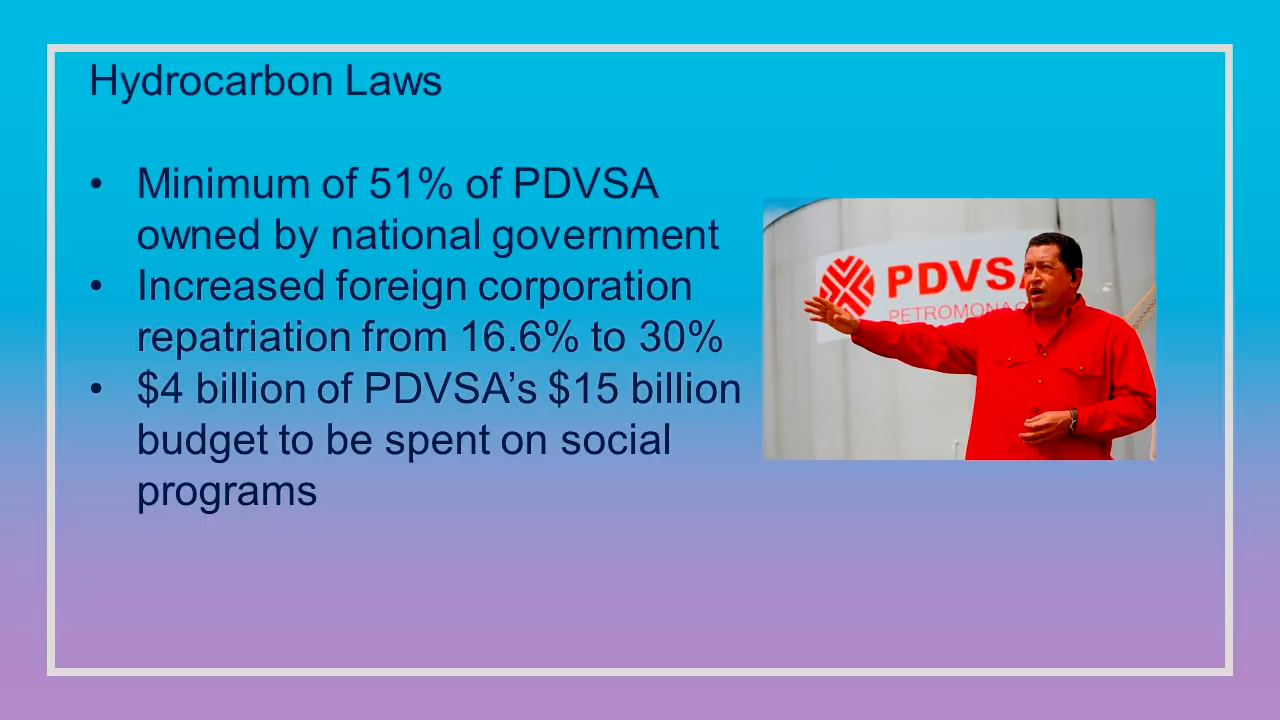 Hydrocarbon Laws
• Minimum of 51% of PDVSA
owned by national government
• Increased foreign corporation
repatriation from 16.6% to 30%
• $4 billion of PDVSA’s $15 billion
budget to be spent on social
programs
PDVSA